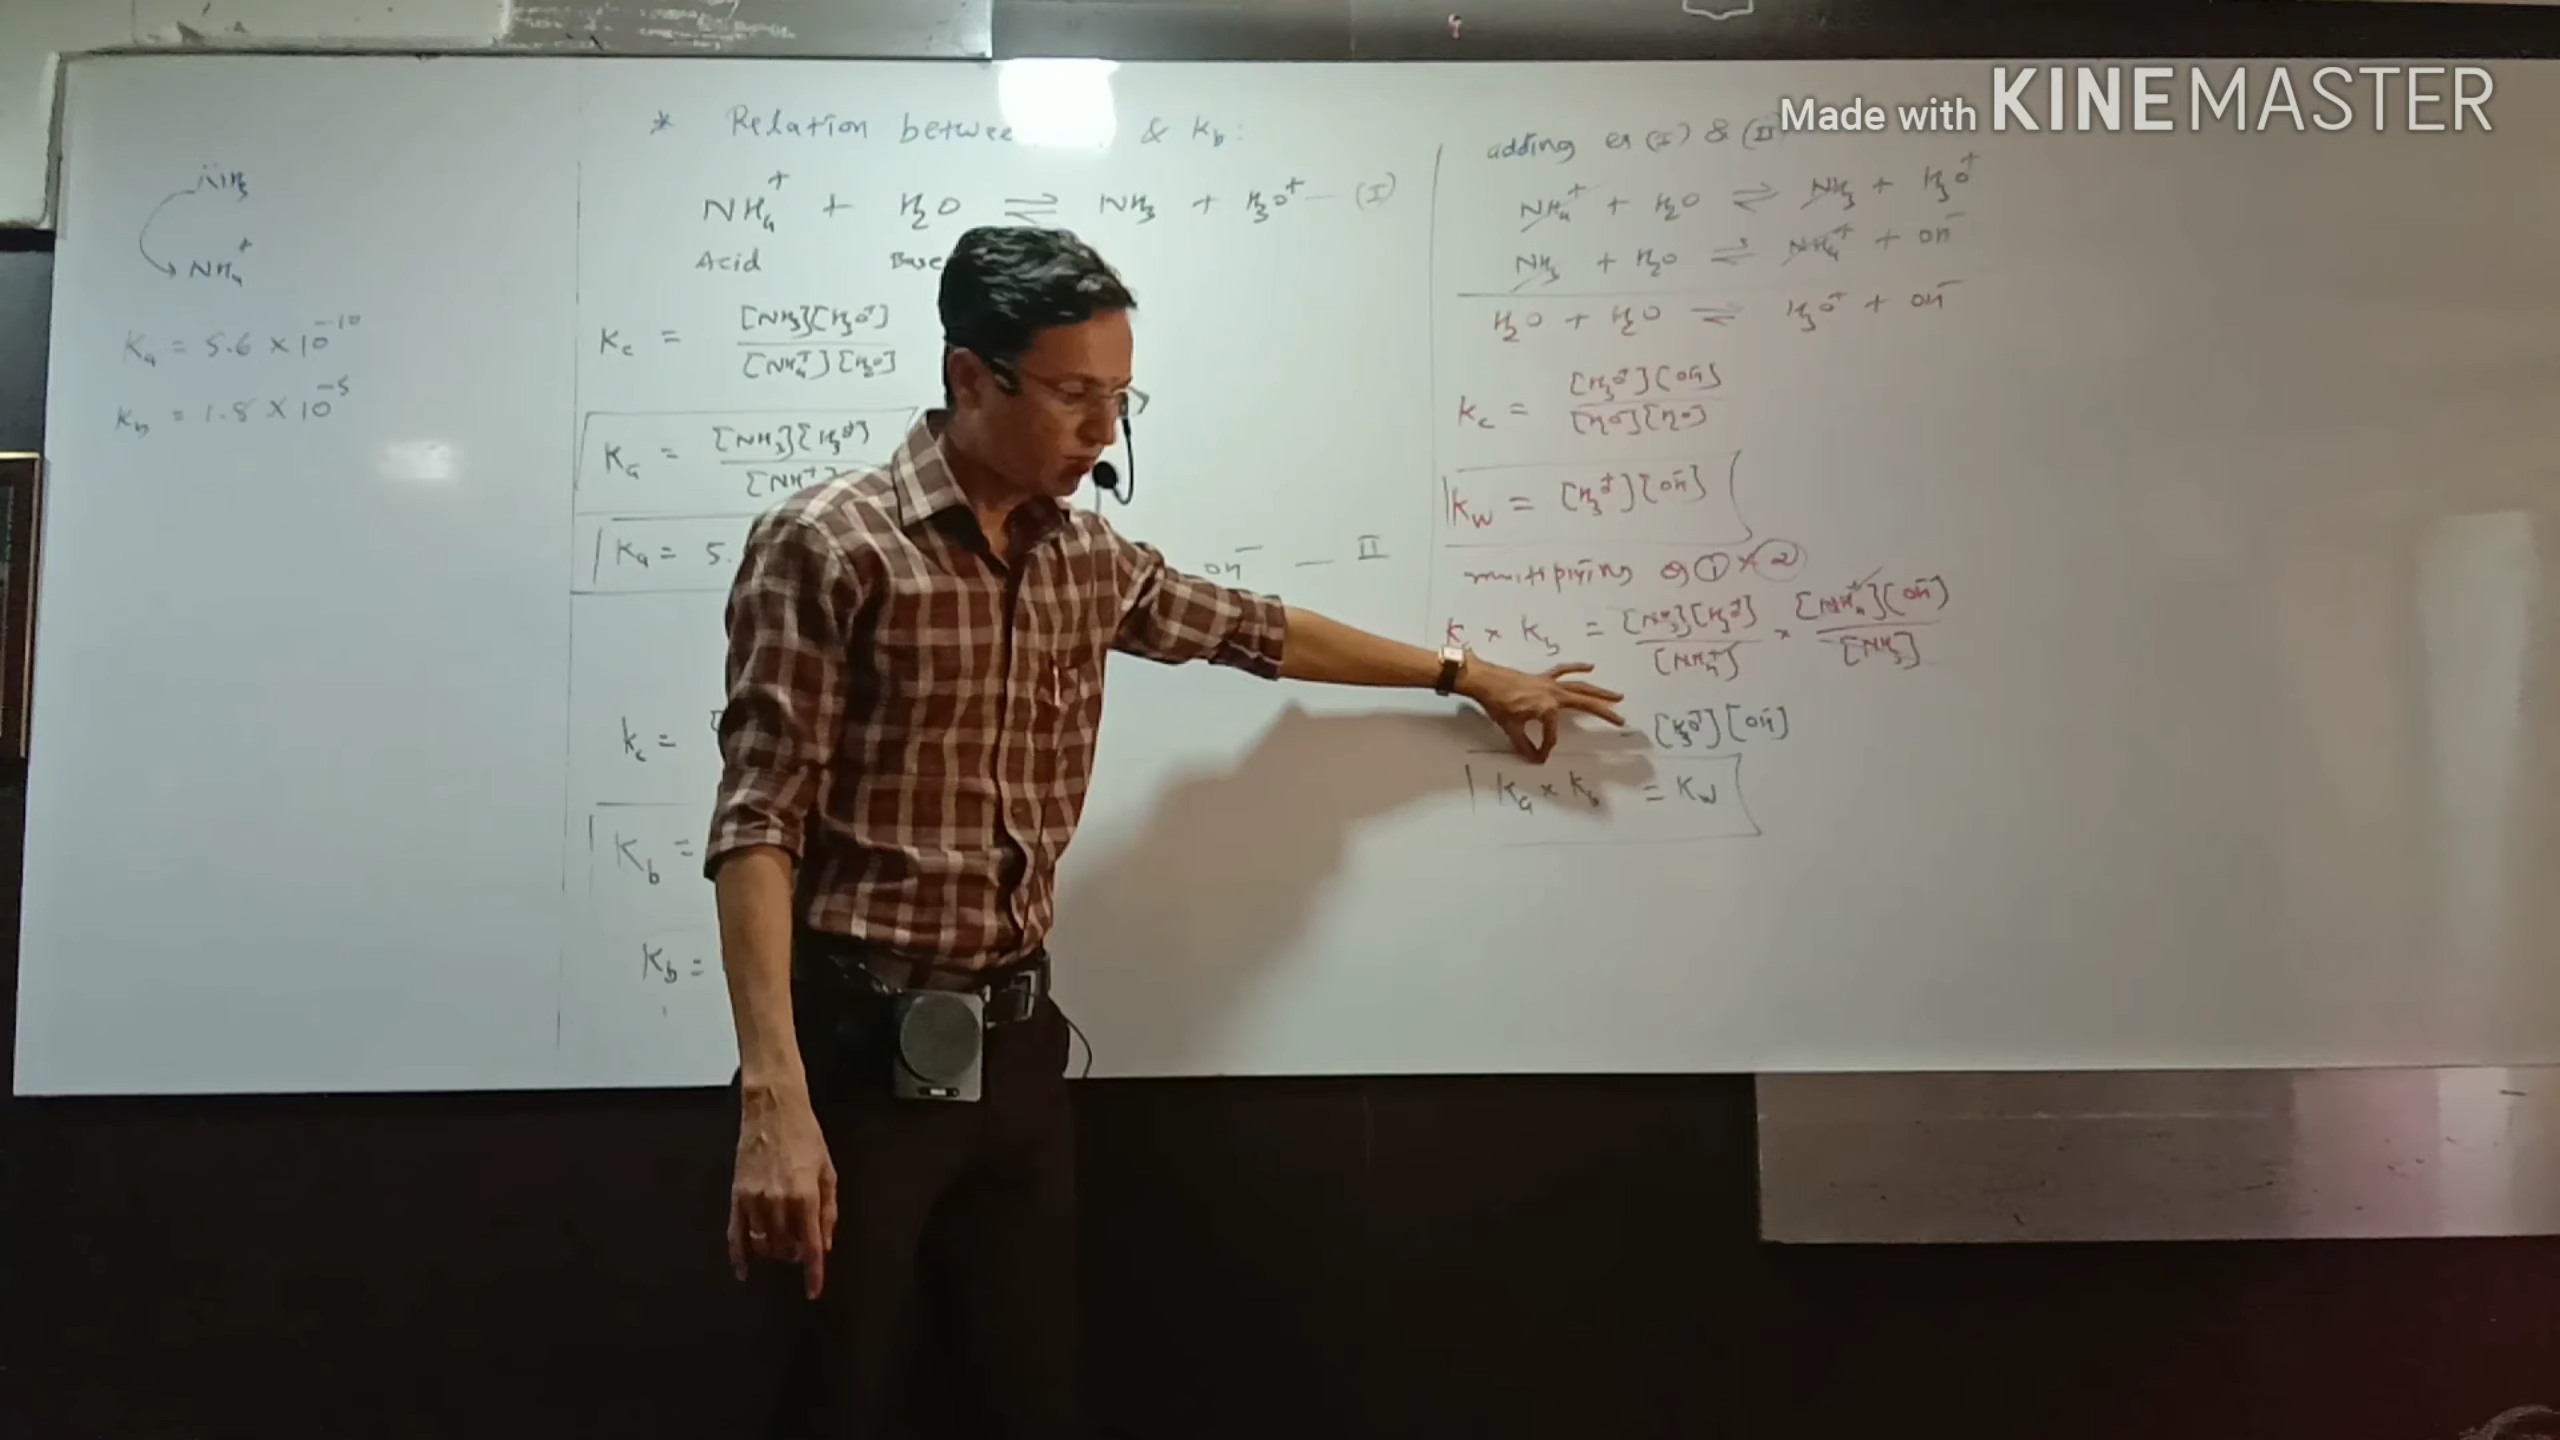 Made with KINEMASTER
* Relation betwee & Kb:
N̈H3
NH4+
Ka = 5.6 × 10-10
Kb = 1.8 × 10-5
NH4+ + H2O ⇌ NH3 + H3O+ — (I)
Acid Base
Kc = [NH3][H3O+] / [NH4+][H2O]
Ka = [NH3][H3O+] / [NH4+]
Ka = 5.
OH- — II
Kc = [
Kb =
Kb =
adding eq (I) & (II
NH4+ + H2O ⇌ NH3 + H3O+
NH3 + H2O ⇌ NH4+ + OH-
H2O + H2O ⇌ H3O+ + OH-
Kc = [H3O+][OH-] / [H2O][H2O]
Kw = [H3O+][OH-]
multiplying eq ① × ②
× Kb = [NH3][H3O+] / [NH4+] × [NH4+][OH-] / [NH3]
= [H3O+][OH-]
Ka × Kb = Kw